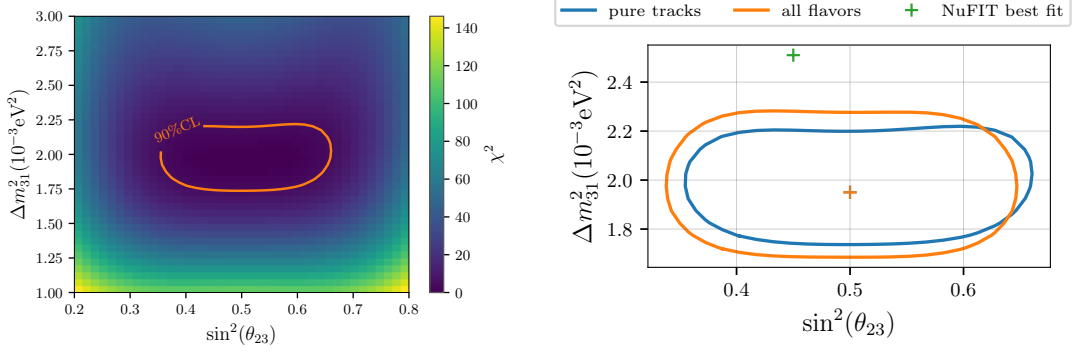 3.00
2.75
2.50
2.25
2.00
1.75
1.50
1.25
1.00
Δm²₃₁(10⁻³eV²)
90%CL
0.2 0.3 0.4 0.5 0.6 0.7 0.8
sin²(θ₂₃)
140
120
100
80
60
40
20
0
χ²
pure tracks all flavors NuFIT best fit
2.4
2.2
2.0
1.8
Δm²₃₁(10⁻³eV²)
0.4 0.5 0.6
sin²(θ₂₃)